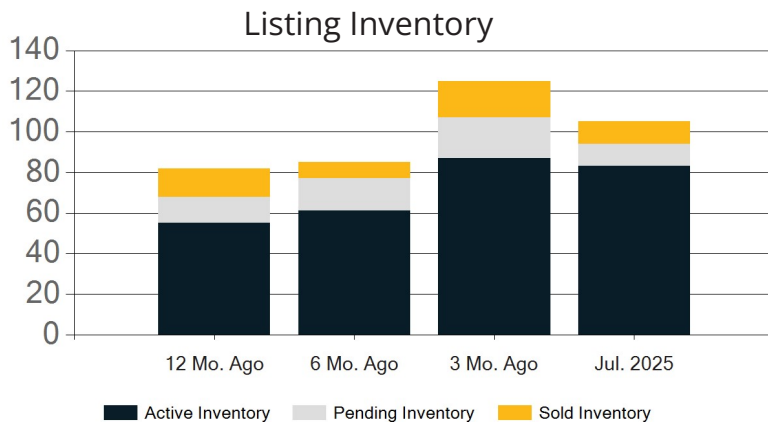 Listing Inventory
140
120
100
80
60
40
20
0
12 Mo. Ago 6 Mo. Ago 3 Mo. Ago Jul. 2025
Active Inventory Pending Inventory Sold Inventory